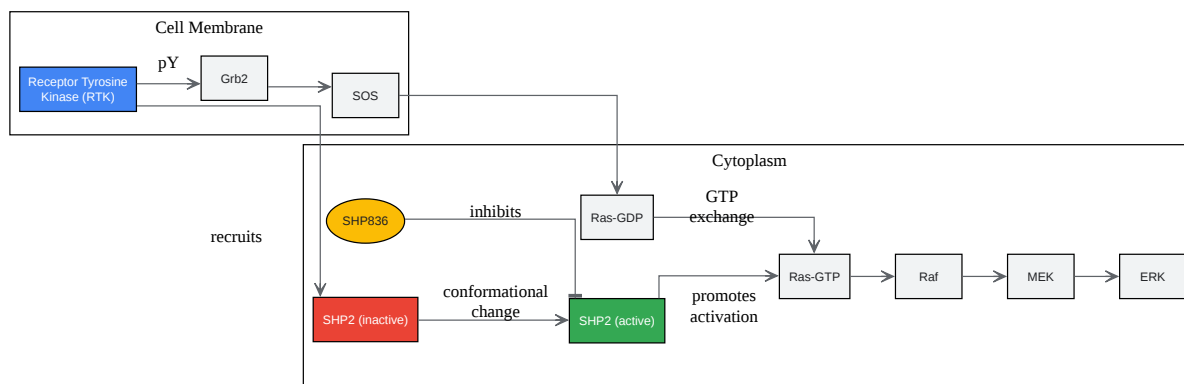 Cell Membrane
pY
Receptor Tyrosine
Kinase (RTK)
Grb2
SOS
Cytoplasm
SHP836
inhibits
Ras-GDP
GTP
exchange
recruits
Ras-GTP
Raf
MEK
ERK
conformational
change
promotes
activation
SHP2 (inactive)
SHP2 (active)